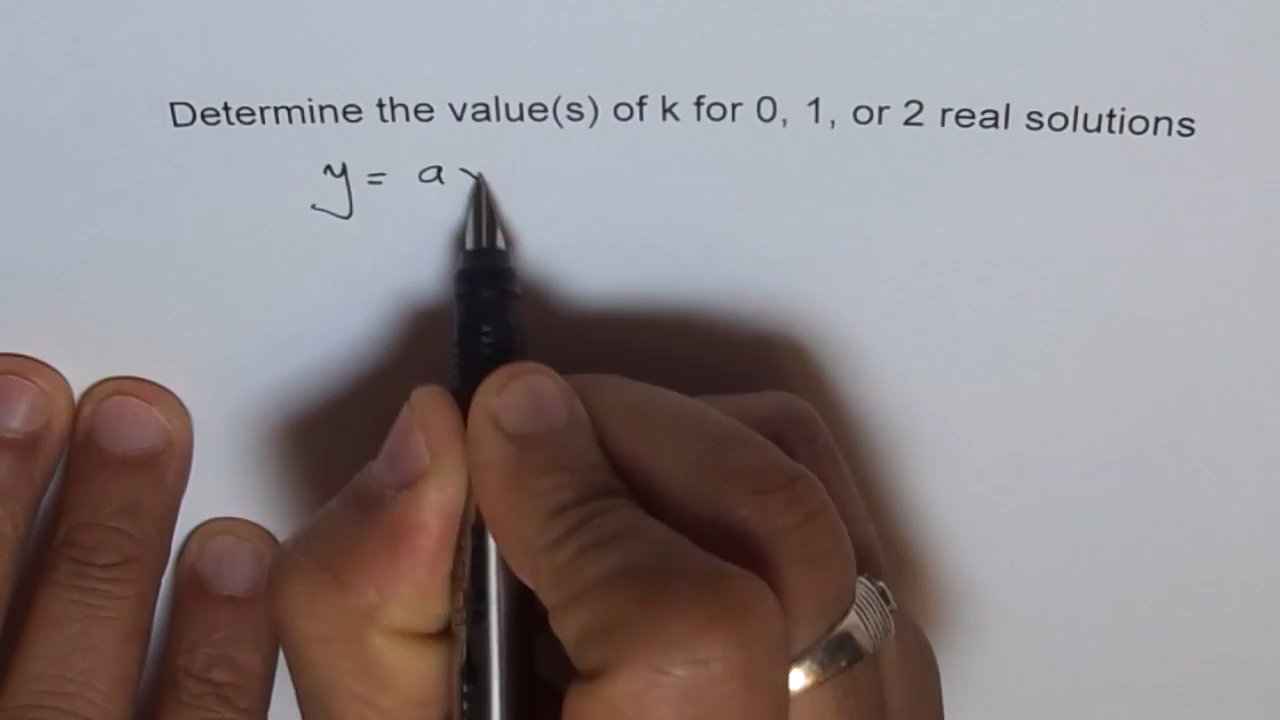 Determine the value(s) of k for 0, 1, or 2 real solutions
y = a